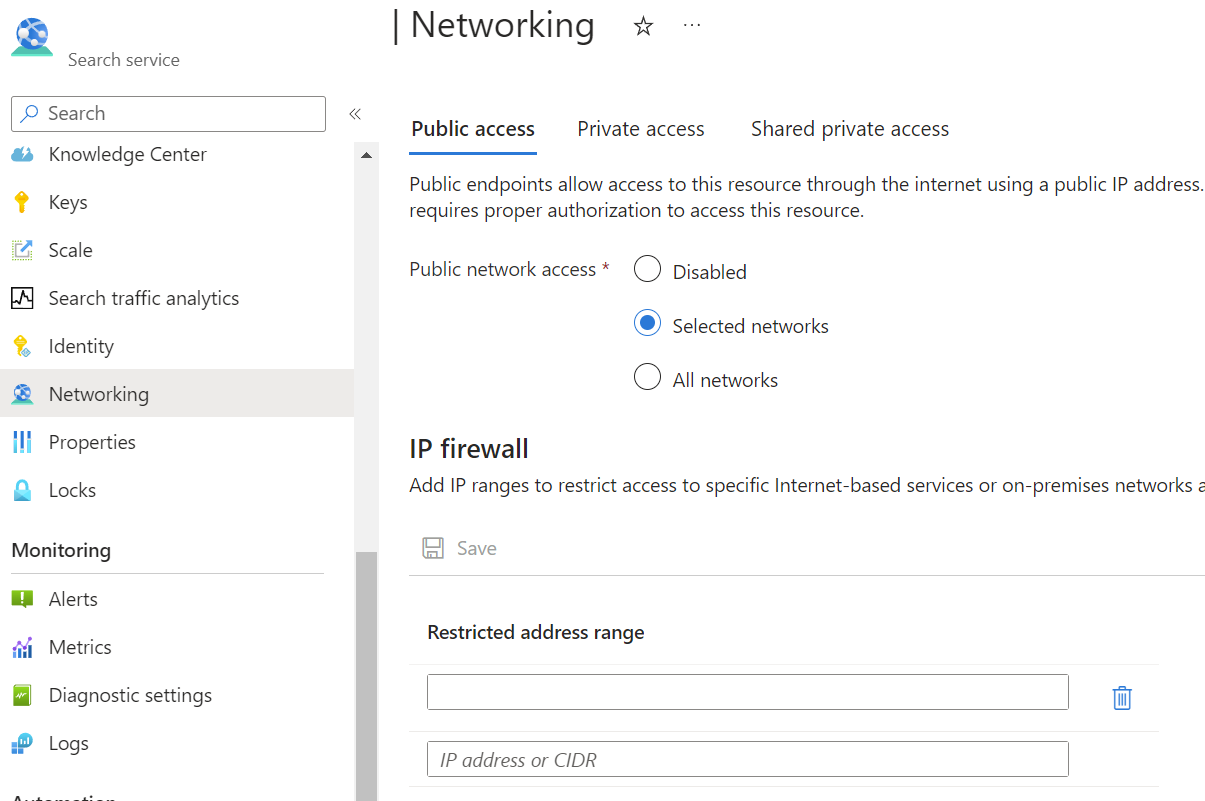 | Networking
Search service
Search
Knowledge Center
Keys
Scale
Search traffic analytics
Identity
Networking
Properties
Locks
Monitoring
Alerts
Metrics
Diagnostic settings
Logs
Automation
Public access
Private access
Shared private access
Public endpoints allow access to this resource through the internet using a public IP address.
requires proper authorization to access this resource.
Public network access *
Disabled
Selected networks
All networks
IP firewall
Add IP ranges to restrict access to specific Internet-based services or on-premises networks a
Save
Restricted address range
IP address or CIDR